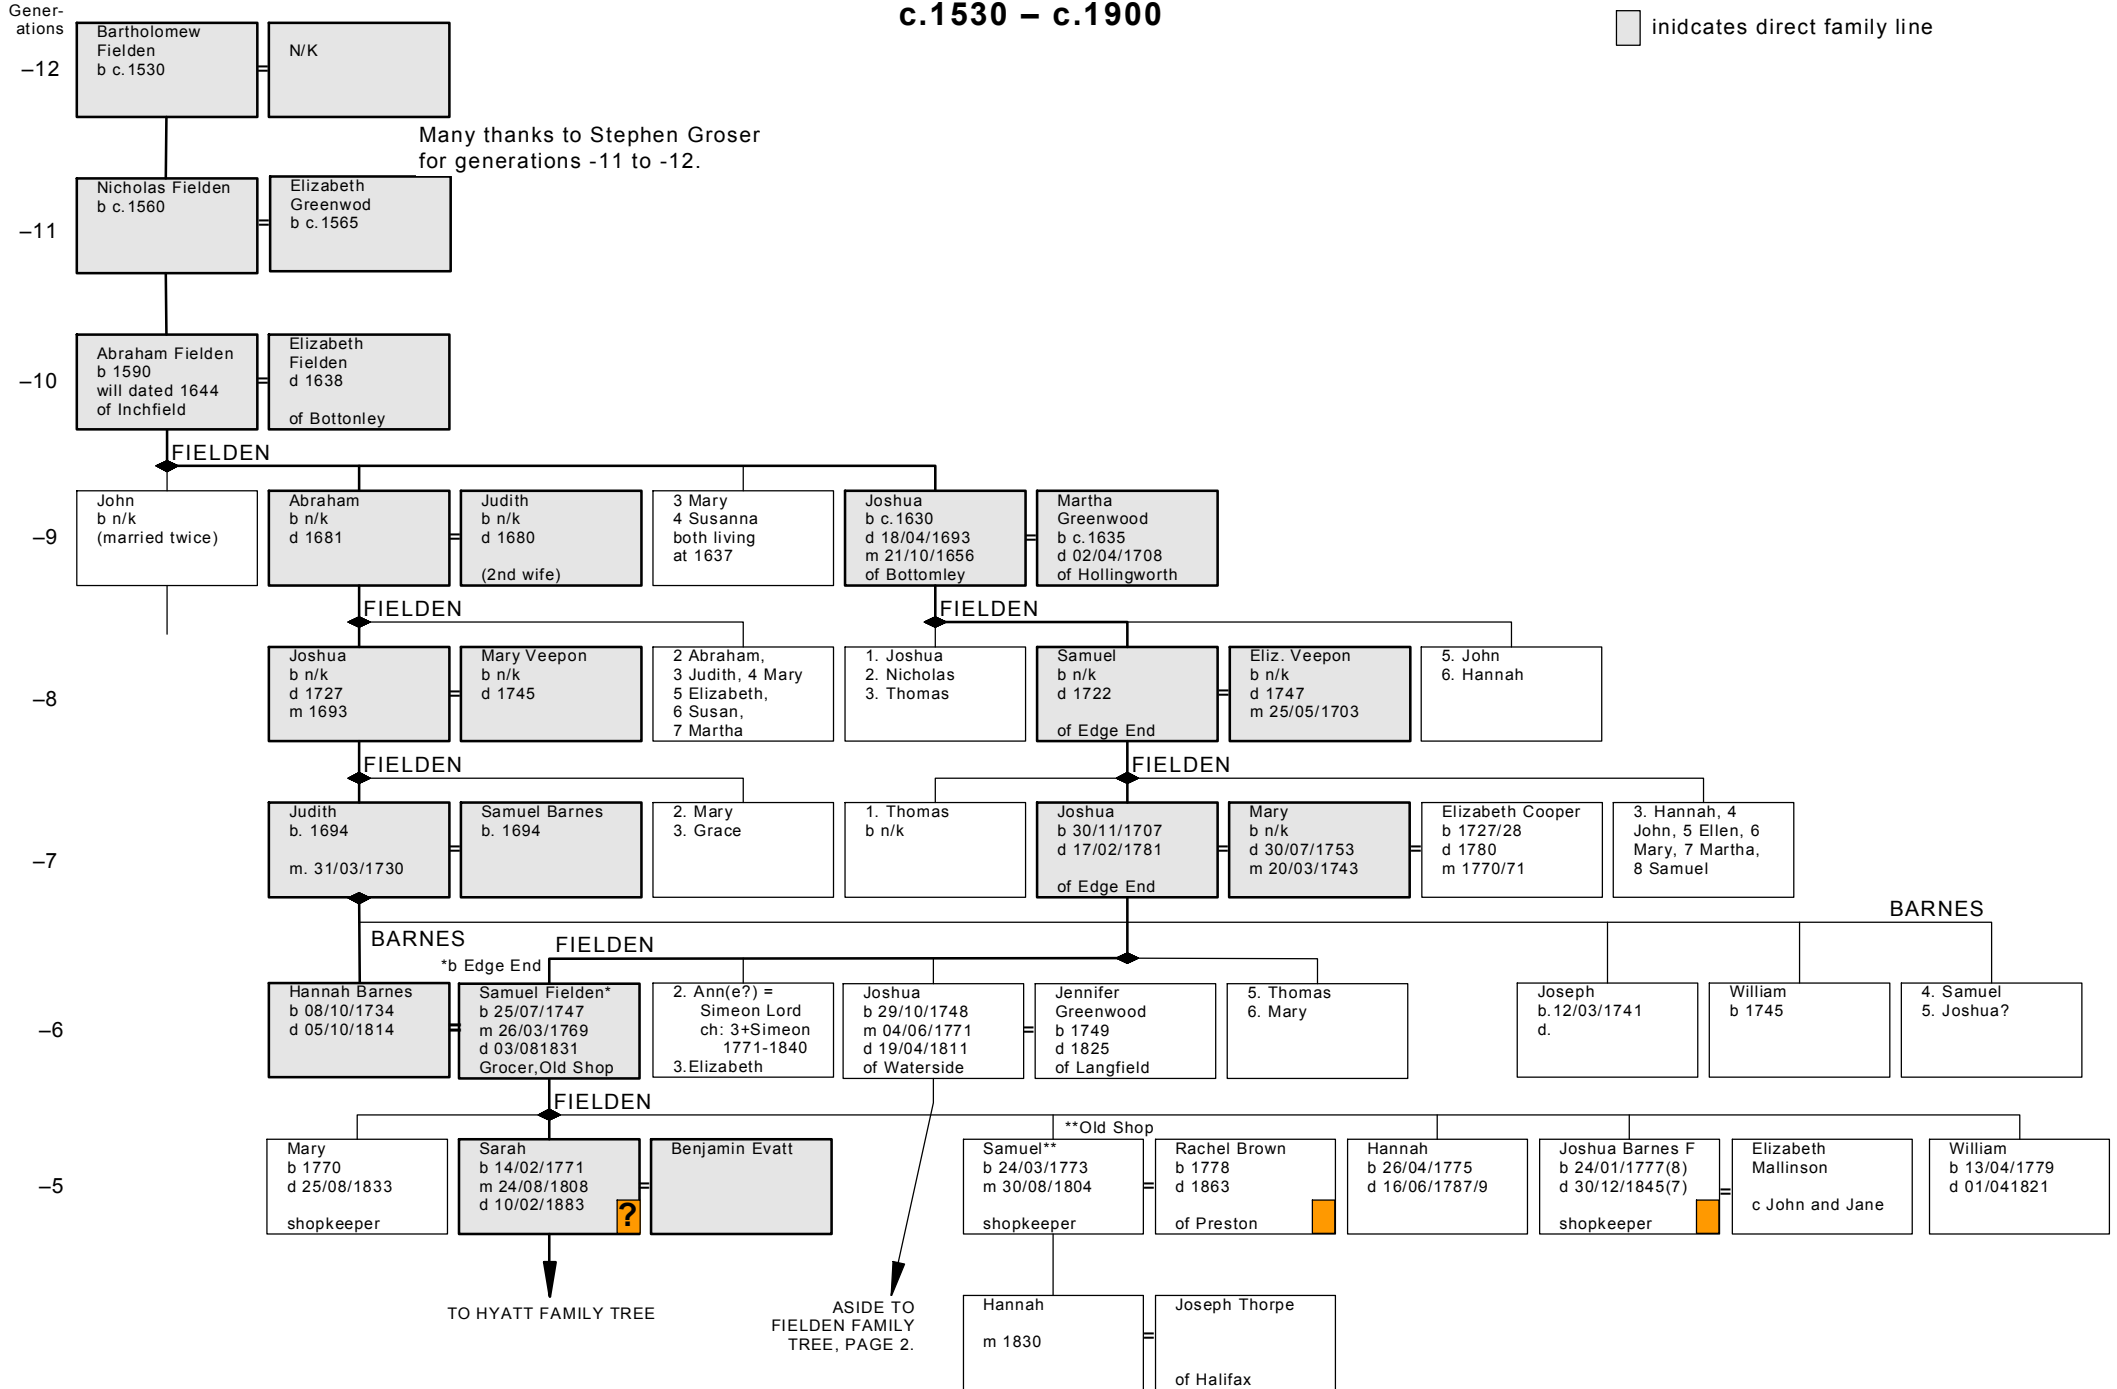 Gener-
ations
c.1530 – c.1900
inidcates direct family line
–12
Bartholomew
Fielden
b c.1530
N/K
Many thanks to Stephen Groser
for generations -11 to -12.
–11
Nicholas Fielden
b c.1560
Elizabeth
Greenwod
b c.1565
–10
Abraham Fielden
b 1590
will dated 1644
of Inchfield
Elizabeth
Fielden
d 1638
of Bottonley
FIELDEN
–9
John
b n/k
(married twice)
Abraham
b n/k
d 1681
Judith
b n/k
d 1680
(2nd wife)
3 Mary
4 Susanna
both living
at 1637
Joshua
b c.1630
d 18/04/1693
m 21/10/1656
of Bottomley
Martha
Greenwood
b c.1635
d 02/04/1708
of Hollingworth
FIELDEN
FIELDEN
–8
Joshua
b n/k
d 1727
m 1693
Mary Veepon
b n/k
d 1745
2 Abraham,
3 Judith, 4 Mary
5 Elizabeth,
6 Susan,
7 Martha
1. Joshua
2. Nicholas
3. Thomas
Samuel
b n/k
d 1722
of Edge End
Eliz. Veepon
b n/k
d 1747
m 25/05/1703
5. John
6. Hannah
FIELDEN
FIELDEN
–7
Judith
b. 1694
m. 31/03/1730
Samuel Barnes
b. 1694
2. Mary
3. Grace
1. Thomas
b n/k
Joshua
b 30/11/1707
d 17/02/1781
of Edge End
Mary
b n/k
d 30/07/1753
m 20/03/1743
Elizabeth Cooper
b 1727/28
d 1780
m 1770/71
3. Hannah, 4
John, 5 Ellen, 6
Mary, 7 Martha,
8 Samuel
BARNES
BARNES
FIELDEN
*b Edge End
–6
Hannah Barnes
b 08/10/1734
d 05/10/1814
Samuel Fielden*
b 25/07/1747
m 26/03/1769
d 03/081831
Grocer,Old Shop
2. Ann(e?) =
Simeon Lord
ch: 3+Simeon
1771-1840
3.Elizabeth
Joshua
b 29/10/1748
m 04/06/1771
d 19/04/1811
of Waterside
Jennifer
Greenwood
b 1749
d 1825
of Langfield
5. Thomas
6. Mary
Joseph
b.12/03/1741
d.
William
b 1745
4. Samuel
5. Joshua?
FIELDEN
**Old Shop
–5
Mary
b 1770
d 25/08/1833
shopkeeper
Sarah
b 14/02/1771
m 24/08/1808
d 10/02/1883
?
Benjamin Evatt
Samuel**
b 24/03/1773
m 30/08/1804
shopkeeper
Rachel Brown
b 1778
d 1863
of Preston
Hannah
b 26/04/1775
d 16/06/1787/9
Joshua Barnes F
b 24/01/1777(8)
d 30/12/1845(7)
shopkeeper
Elizabeth
Mallinson
c John and Jane
William
b 13/04/1779
d 01/041821
TO HYATT FAMILY TREE
ASIDE TO
FIELDEN FAMILY
TREE, PAGE 2.
Hannah
m 1830
Joseph Thorpe
of Halifax